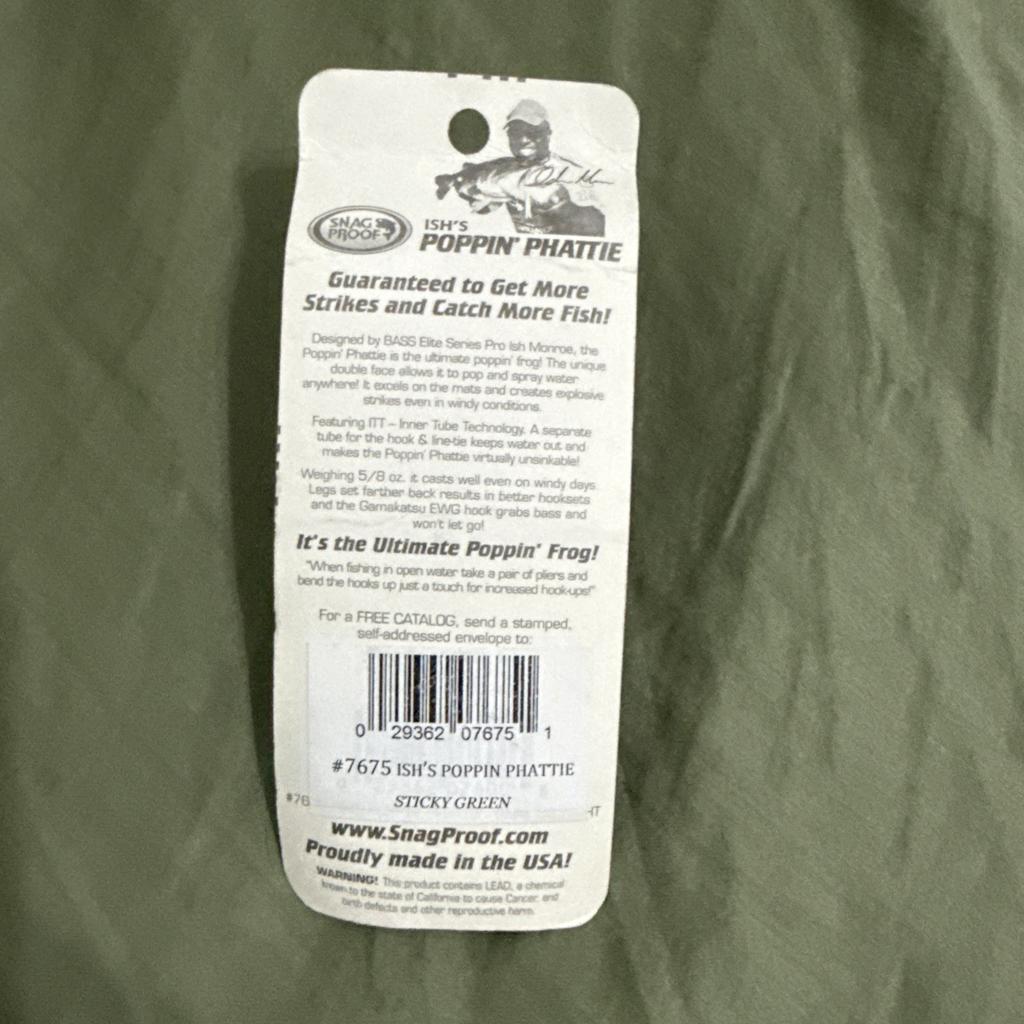 SNAG
PROOF
ISH'S
POPPIN' PHATTIE
Guaranteed to Get More
Strikes and Catch More Fish!
Designed by BASS Elite Series Pro Ish Monroe, the
Poppin' Phattie is the ultimate poppin' frog! The unique
double face allows it to pop and spray water
anywhere! It excels on the mats and creates explosive
strikes even in windy conditions.
Featuring ITT – Inner Tube Technology. A separate
tube for the hook & line-tie keeps water out and
makes the Poppin' Phattie virtually unsinkable!
Weighing 5/8 oz. it casts well even on windy days.
Legs set farther back results in better hooksets
and the Gamakatsu EWG hook grabs bass and
won't let go!
It's the Ultimate Poppin' Frog!
"When fishing in open water take a pair of pliers and
bend the hooks up just a touch for increased hook-ups!"
For a FREE CATALOG, send a stamped,
self-addressed envelope to:
0 29362 07675 1
#7675 ISH'S POPPIN PHATTIE
#76
STICKY GREEN
www.SnagProof.com
Proudly made in the USA!
WARNING! This product contains LEAD, a chemical
known to the state of California to cause Cancer and
birth defects and other reproductive harm.